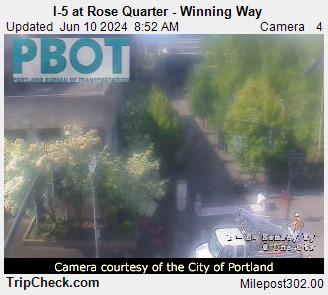 I-5 at Rose Quarter - Winning Way
Updated Jun 10 2024 8:52 AM Camera 4
PBOT
PORTLAND BUREAU OF TRANSPORTATION
Camera courtesy of the City of Portland
TripCheck.com Milepost302.00